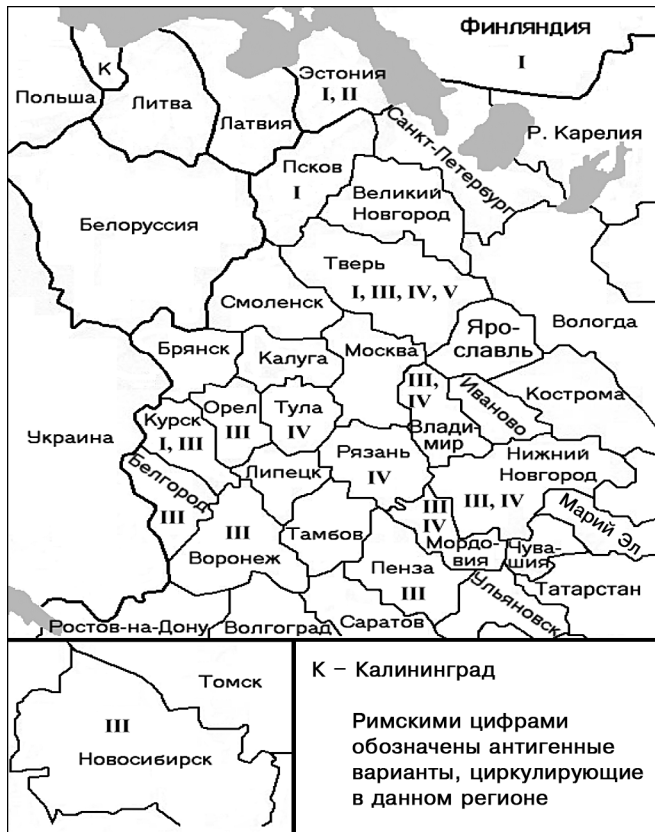 Финляндия
I
К
Эстония
I, II
Польша
Литва
Латвия
Санкт-Петербург
Р. Карелия
Псков
I
Великий
Новгород
Белоруссия
Тверь
I, III, IV, V
Смоленск
Яро-
славль
Вологда
Брянск
Калуга
Москва
III,
IV
Влади-
мир
Иваново
Кострома
Украина
Курск
I, III
Орел
III
Тула
IV
Рязань
IV
Нижний
Новгород
III, IV
Белгород
III
Липецк
III
Воронеж
Тамбов
III
IV
Мордо-
вия
Чува-
шия
Марий Эл
Пенза
III
Ульяновск
Татарстан
Ростов-на-Дону
Волгоград
Саратов
Томск
III
Новосибирск
К – Калининград
Римскими цифрами
обозначены антигенные
варианты, циркулирующие
в данном регионе